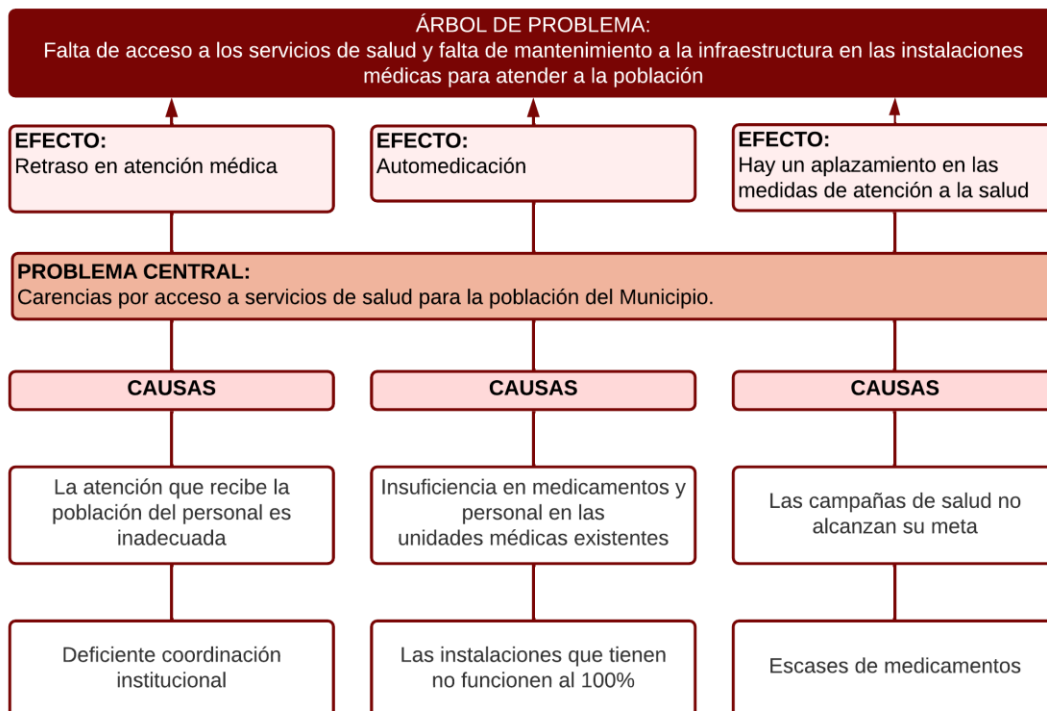 ÁRBOL DE PROBLEMA:
Falta de acceso a los servicios de salud y falta de mantenimiento a la infraestructura en las instalaciones
médicas para atender a la población
EFECTO:
Retraso en atención médica
EFECTO:
Automedicación
EFECTO:
Hay un aplazamiento en las
medidas de atención a la salud
PROBLEMA CENTRAL:
Carencias por acceso a servicios de salud para la población del Municipio.
CAUSAS
CAUSAS
CAUSAS
La atención que recibe la
población del personal es
inadecuada
Insuficiencia en medicamentos y
personal en las
unidades médicas existentes
Las campañas de salud no
alcanzan su meta
Deficiente coordinación
institucional
Las instalaciones que tienen
no funcionen al 100%
Escases de medicamentos